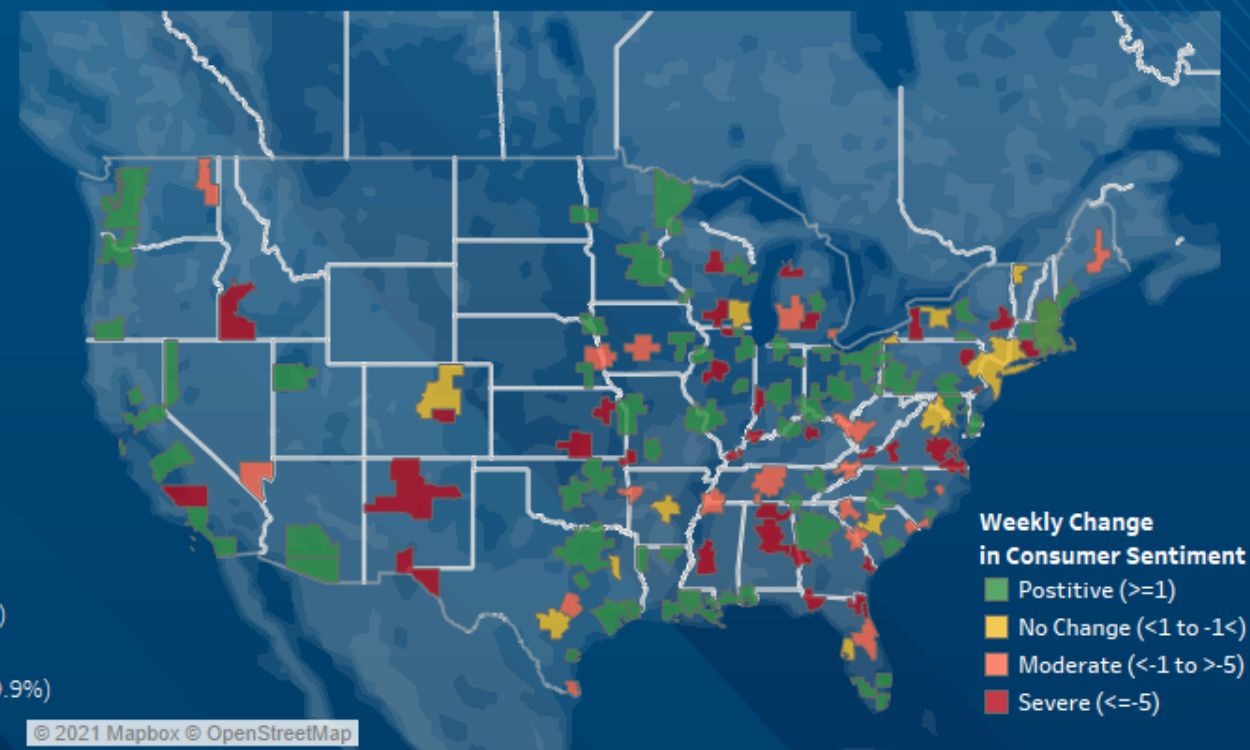 Weekly Change
in Consumer Sentiment
Postitive (>=1)
No Change (<1 to -1<)
Moderate (<-1 to >-5)
Severe (<=-5)
)
.9%)
© 2021 Mapbox © OpenStreetMap